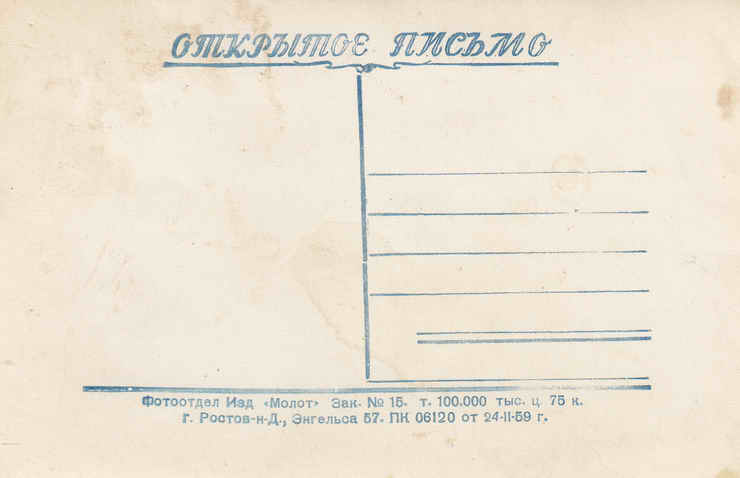 ОТКРЫТОЕ ПИСЬМО
Фотоотдел Изд «Молот» Зак. № 15. т. 100.000 тыс. ц. 75 к.
г. Ростов-н-Д., Энгельса 57. ПК 06120 от 24-II-59 г.